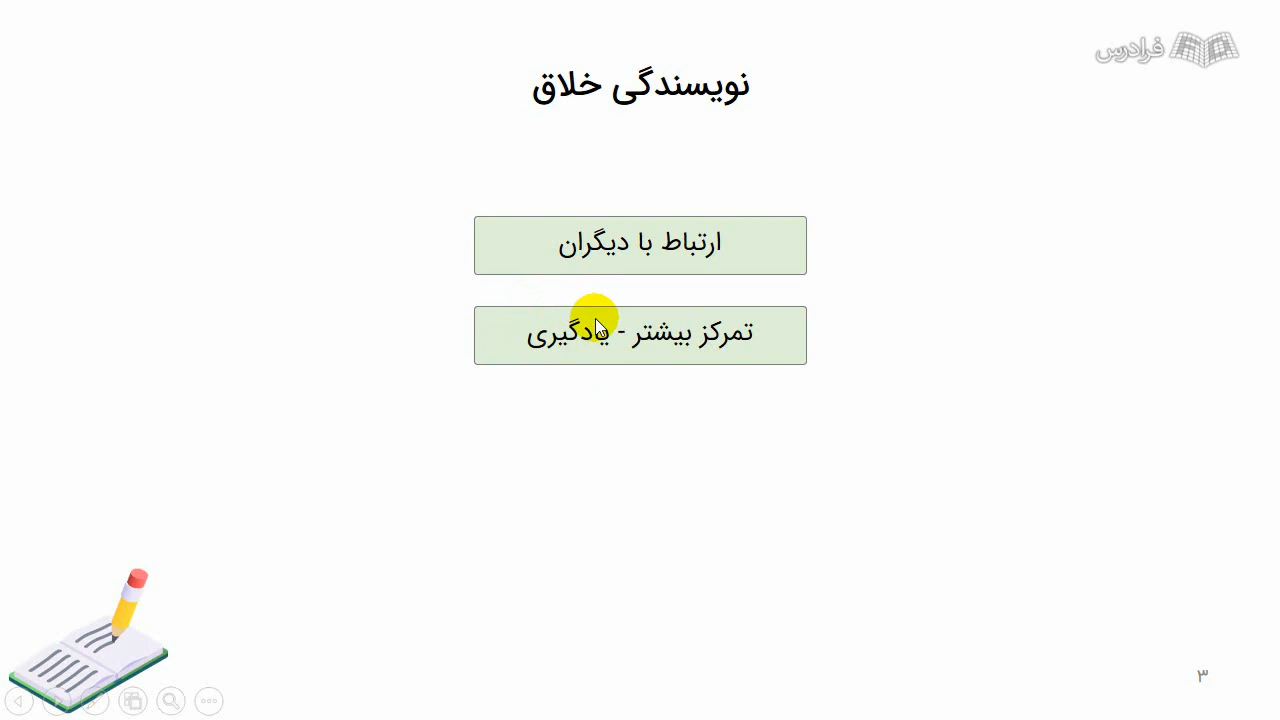 فرادرس
نویسندگی خلاق
ارتباط با دیگران
تمرکز بیشتر - یادگیری
۳